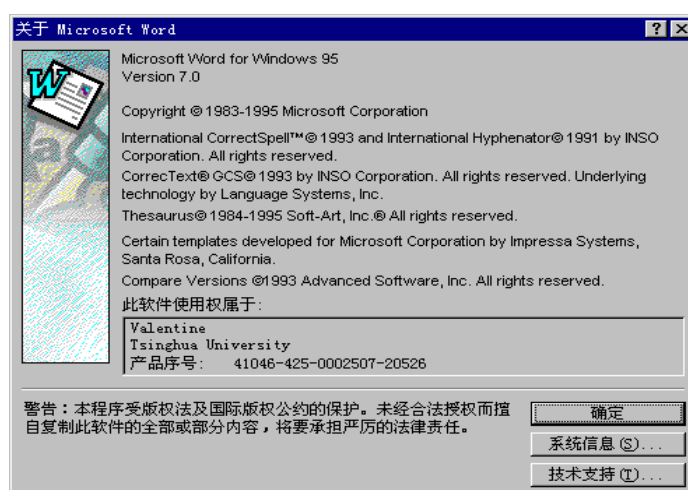 关于 Microsoft Word
Microsoft Word for Windows 95
Version 7.0
Copyright © 1983-1995 Microsoft Corporation
International CorrectSpell™© 1993 and International Hyphenator© 1991 by INSO
Corporation. All rights reserved.
CorrecText® GCS© 1993 by INSO Corporation. All rights reserved. Underlying
technology by Language Systems, Inc.
Thesaurus© 1984-1995 Soft-Art, Inc.® All rights reserved.
Certain templates developed for Microsoft Corporation by Impressa Systems,
Santa Rosa, California.
Compare Versions ©1993 Advanced Software, Inc. All rights reserved.
此软件使用权属于:
Valentine
Tsinghua University
产品序号: 41046-425-0002507-20526
警告：本程序受版权法及国际版权公约的保护。未经合法授权而擅
自复制此软件的全部或部分内容，将要承担严厉的法律责任。
确定
系统信息(S)...
技术支持(T)...